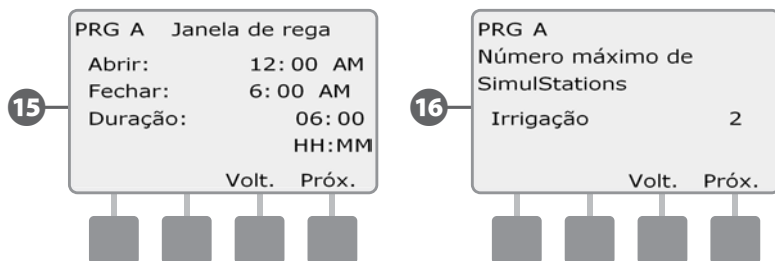 15
PRG A Janela de rega
Abrir: 12:00 AM
Fechar: 6:00 AM
Duração: 06:00
HH:MM
Volt. Próx.
16
PRG A
Número máximo de
SimulStations
Irrigação 2
Volt. Próx.